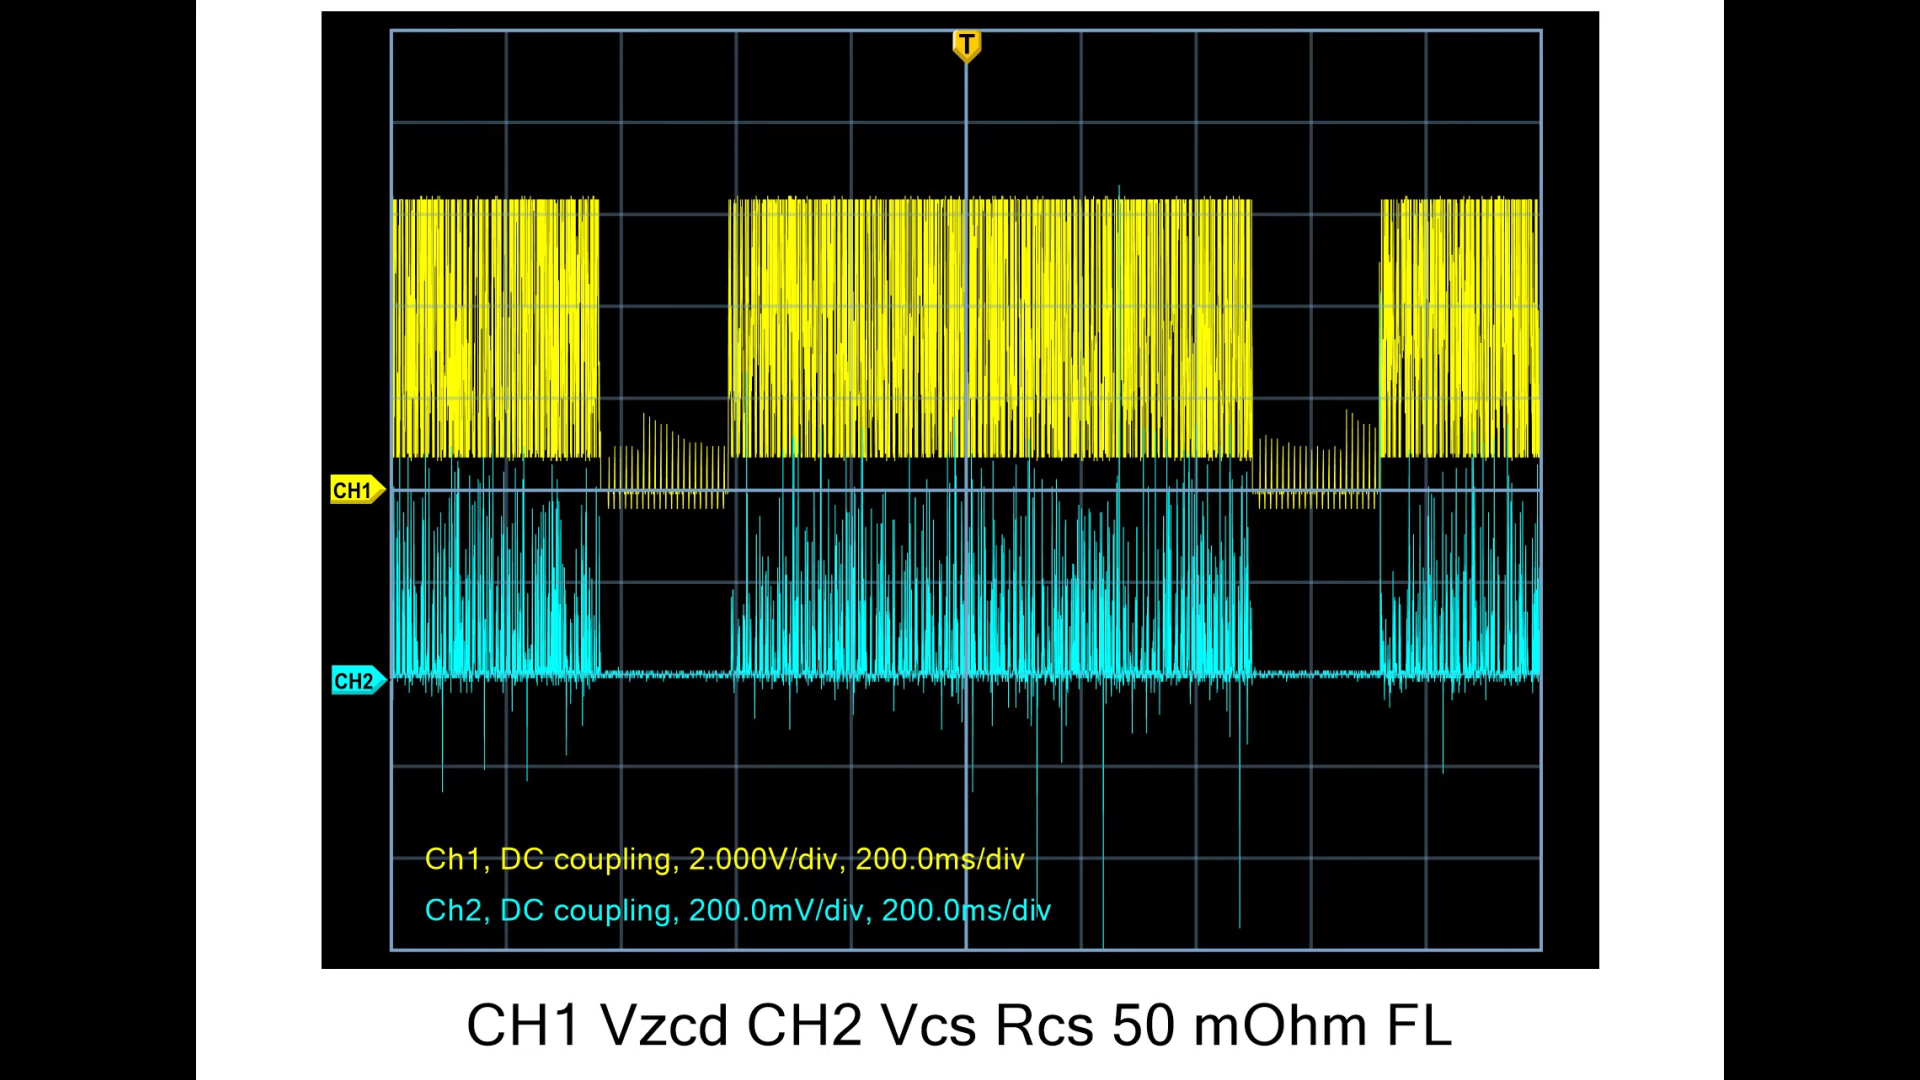 T
CH1
CH2
Ch1, DC coupling, 2.000V/div, 200.0ms/div
Ch2, DC coupling, 200.0mV/div, 200.0ms/div
CH1 Vzcd CH2 Vcs Rcs 50 mOhm FL